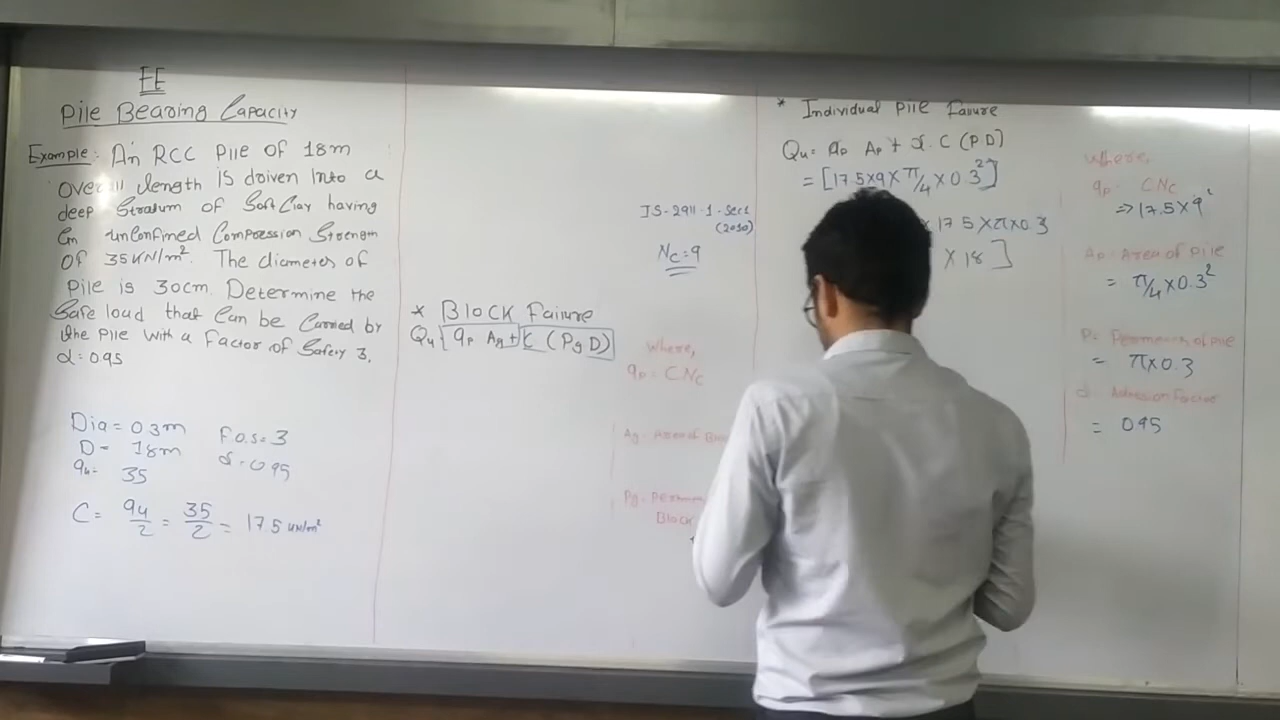 FE
Pile Bearing Capacity
Example: An RCC Pile of 18m
over all length is driven into a
deep Stratum of Soft Clay having
an unconfined Compression Strength
of 35 KN/m². The diameter of
pile is 30cm. Determine the
Safe load that Can be Carried by
the Pile with a Factor of Safety 3.
α = 0.95
Dia = 0.3m
D = 18m
qu = 35
F.O.S = 3
α = 0.95
C = qu/2 = 35/2 = 17.5 KN/m²
IS-2911-1-Sec1
(2010)
Nc = 9
* Block Failure
Qu { qp Ag + C (Pg D)
Where,
qp = CNc
Ag = Area of
Pg =
Block
* Individual Pile Failure
Qu = qp Ap + α. C (P.D)
= [17.5×9×π/4×0.3²]
× 17.5×π×0.3
×18]
where,
qp = CNc
⇒ 17.5×9
Ap = Area of Pile
= π/4×0.3²
P = Perimeter of Pile
= π×0.3
α = Adhesion Factor
= 0.95